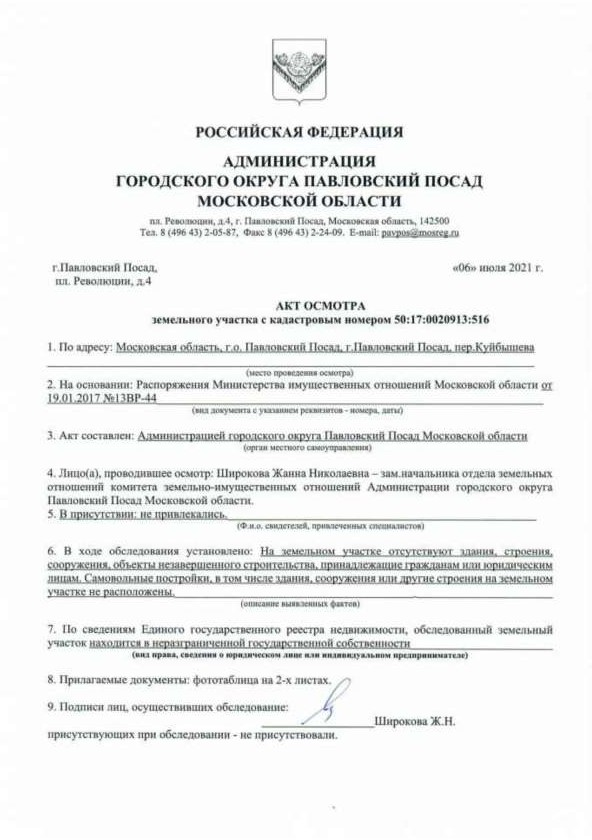 РОССИЙСКАЯ ФЕДЕРАЦИЯ
АДМИНИСТРАЦИЯ
ГОРОДСКОГО ОКРУГА ПАВЛОВСКИЙ ПОСАД
МОСКОВСКОЙ ОБЛАСТИ
пл. Революции, д.4, г. Павловский Посад, Московская область, 142500
Тел. 8 (496 43) 2-05-87, Факс 8 (496 43) 2-24-09. E-mail: pavpos@mosreg.ru
г.Павловский Посад, «06» июля 2021 г.
пл. Революции, д.4
АКТ ОСМОТРА
земельного участка с кадастровым номером 50:17:0020913:516
1. По адресу: Московская область, г.о. Павловский Посад, г.Павловский Посад, пер.Куйбышева
(место проведения осмотра)
2. На основании: Распоряжения Министерства имущественных отношений Московской области от
19.01.2017 №13ВР-44
(вид документа с указанием реквизитов - номера, даты)
3. Акт составлен: Администрацией городского округа Павловский Посад Московской области
(орган местного самоуправления)
4. Лицо(а), проводившее осмотр: Широкова Жанна Николаевна – зам.начальника отдела земельных
отношений комитета земельно-имущественных отношений Администрации городского округа
Павловский Посад Московской области.
5. В присутствии: не привлекались.
(Ф.и.о. свидетелей, привлеченных специалистов)
6. В ходе обследования установлено: На земельном участке отсутствуют здания, строения,
сооружения, объекты незавершенного строительства, принадлежащие гражданам или юридическим
лицам. Самовольные постройки, в том числе здания, сооружения или другие строения на земельном
участке не расположены.
(описание выявленных фактов)
7. По сведениям Единого государственного реестра недвижимости, обследованный земельный
участок находится в неразграниченной государственной собственности
(вид права, сведения о юридическом лице или индивидуальном предпринимателе)
8. Прилагаемые документы: фототаблица на 2-х листах.
9. Подписи лиц, осуществивших обследование:
Широкова Ж.Н.
присутствующих при обследовании - не присутствовали.